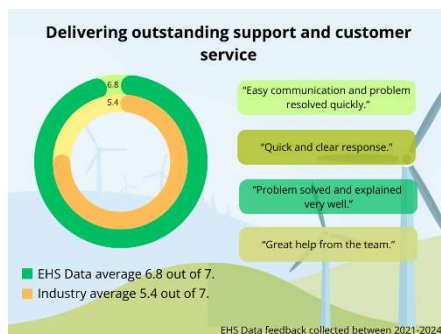 Delivering outstanding support and customer
service
6.8
5.4
“Easy communication and problem
resolved quickly.”
“Quick and clear response.”
“Problem solved and explained
very well.”
“Great help from the team.”
EHS Data average 6.8 out of 7.
Industry average 5.4 out of 7.
EHS Data feedback collected between 2021-2024